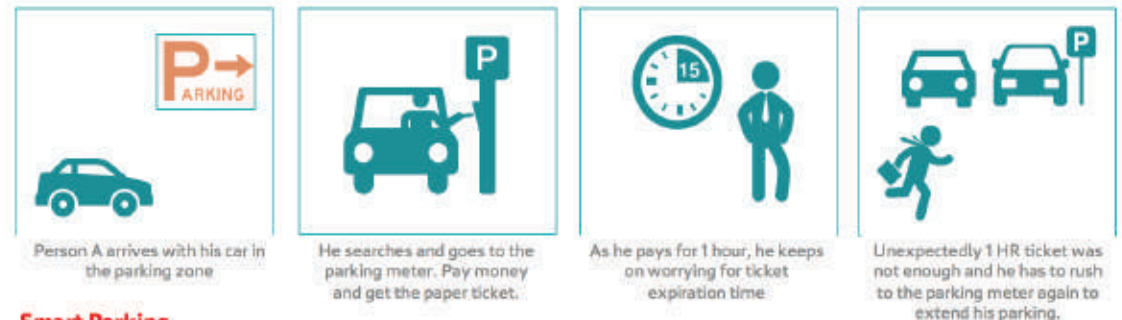 P
ARKING
P
15
P
Person A arrives with his car in
the parking zone
He searches and goes to the
parking meter. Pay money
and get the paper ticket.
As he pays for 1 hour, he keeps
on worrying for ticket
expiration time
Unexpectedly 1 HR ticket was
not enough and he has to rush
to the parking meter again to
extend his parking.
Smart Parking